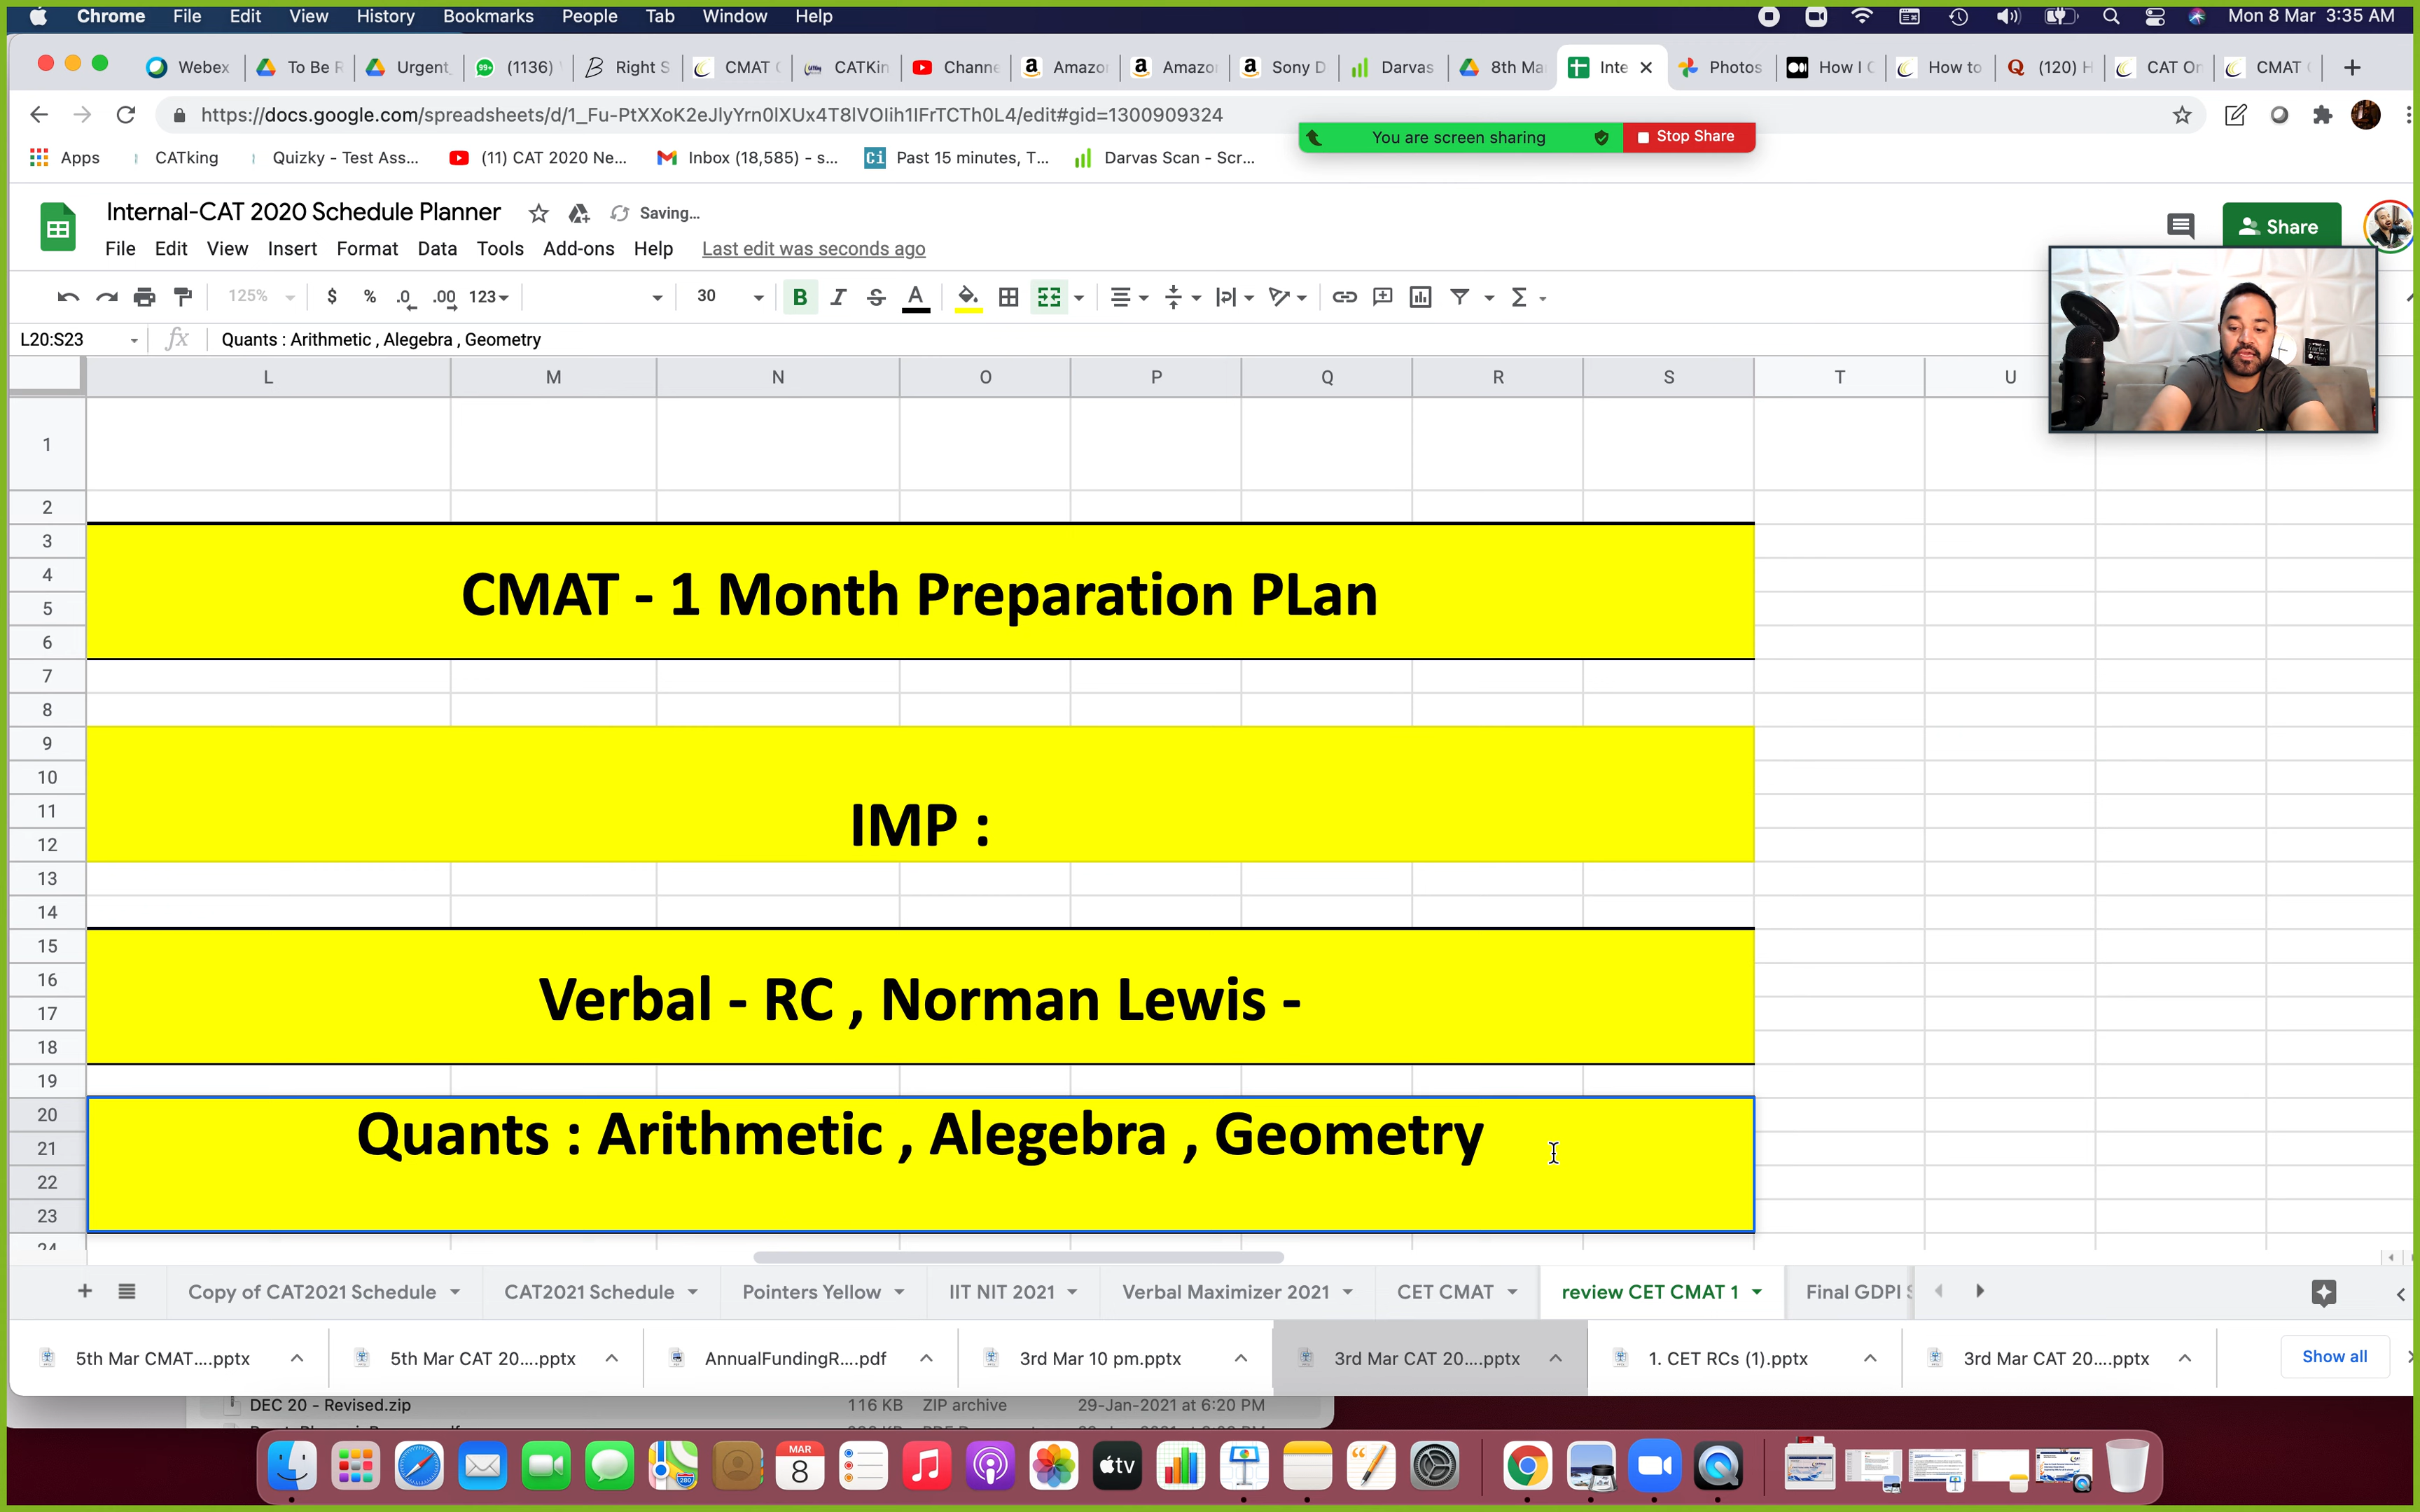 Chrome File Edit View History Bookmarks People Tab Window Help Mon 8 Mar 3:35 AM
Webex To Be R Urgent (1136) Right S CMAT CATKin Channe Amazo Amazo Sony D Darvas 8th Ma Inte Photos How I How to (120) H CAT On CMAT
https://docs.google.com/spreadsheets/d/1_Fu-PtXXoK2eJlyYrn0lXUx4T8lVOlih1IFrTCTh0L4/edit#gid=1300909324
You are screen sharing Stop Share
Apps CATking Quizky - Test Ass... (11) CAT 2020 Ne... Inbox (18,585) - s... Past 15 minutes, T... Darvas Scan - Scr...
Internal-CAT 2020 Schedule Planner Saving...
Share
File Edit View Insert Format Data Tools Add-ons Help Last edit was seconds ago
125% $ % .0 .00 123 30 B I S A
L20:S23 fx Quants : Arithmetic , Alegebra , Geometry
L M N O P Q R S T U
1
2
3
4
5
6
CMAT - 1 Month Preparation PLan
7
8
9
10
11
12
IMP :
13
14
15
16
17
18
Verbal - RC , Norman Lewis -
19
20
21
22
23
Quants : Arithmetic , Alegebra , Geometry
24
Copy of CAT2021 Schedule CAT2021 Schedule Pointers Yellow IIT NIT 2021 Verbal Maximizer 2021 CET CMAT review CET CMAT 1 Final GDPI S
5th Mar CMAT....pptx 5th Mar CAT 20....pptx AnnualFundingR....pdf 3rd Mar 10 pm.pptx 3rd Mar CAT 20....pptx 1. CET RCs (1).pptx 3rd Mar CAT 20....pptx Show all
DEC 20 - Revised.zip 116 KB ZIP archive 29-Jan-2021 at 6:20 PM
MAR
8
tv